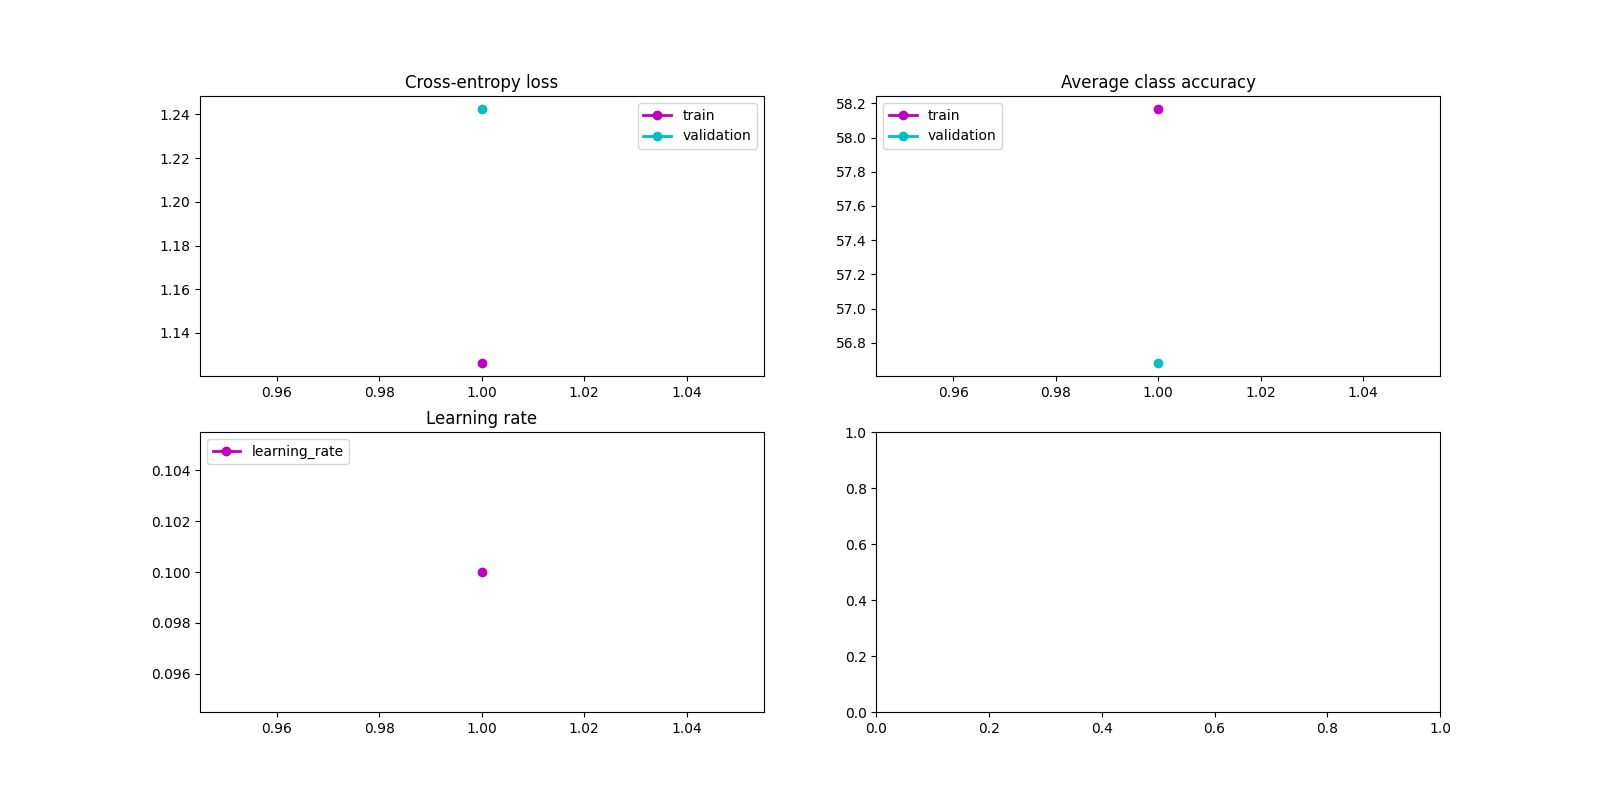 Cross-entropy loss
1.24
1.22
1.20
1.18
1.16
1.14
train
validation
0.96 0.98 1.00 1.02 1.04
Average class accuracy
58.2
58.0
57.8
57.6
57.4
57.2
57.0
56.8
train
validation
0.96 0.98 1.00 1.02 1.04
Learning rate
learning_rate
0.104
0.102
0.100
0.098
0.096
0.96 0.98 1.00 1.02 1.04
1.0
0.8
0.6
0.4
0.2
0.0
0.0 0.2 0.4 0.6 0.8 1.0